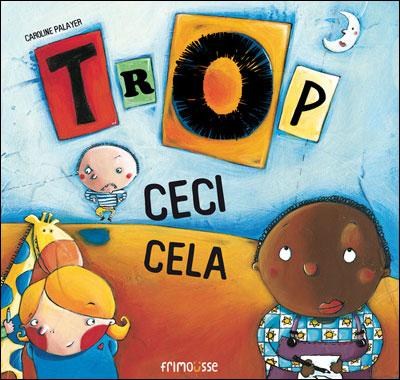 CAROLINE PALAYER
TROP
CECI
CELA
frimousse